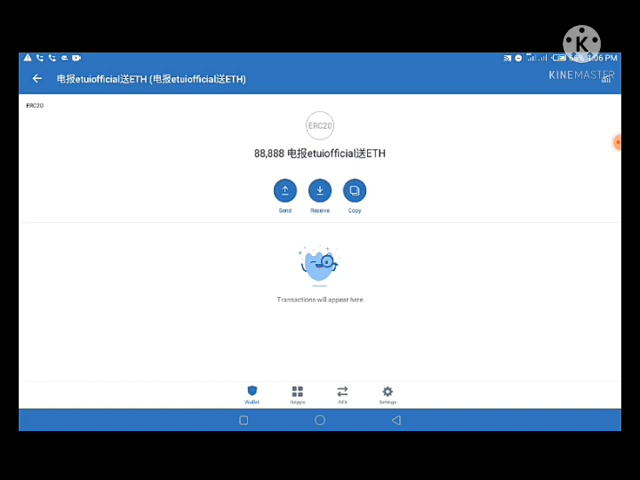 K
KINEMASTER
1:06 PM
电报etuiofficial送ETH (电报etuiofficial送ETH)
ERC20
ERC20
88,888 电报etuiofficial送ETH
Send Receive Copy
Transactions will appear here
Wallet DApps DEX Settings